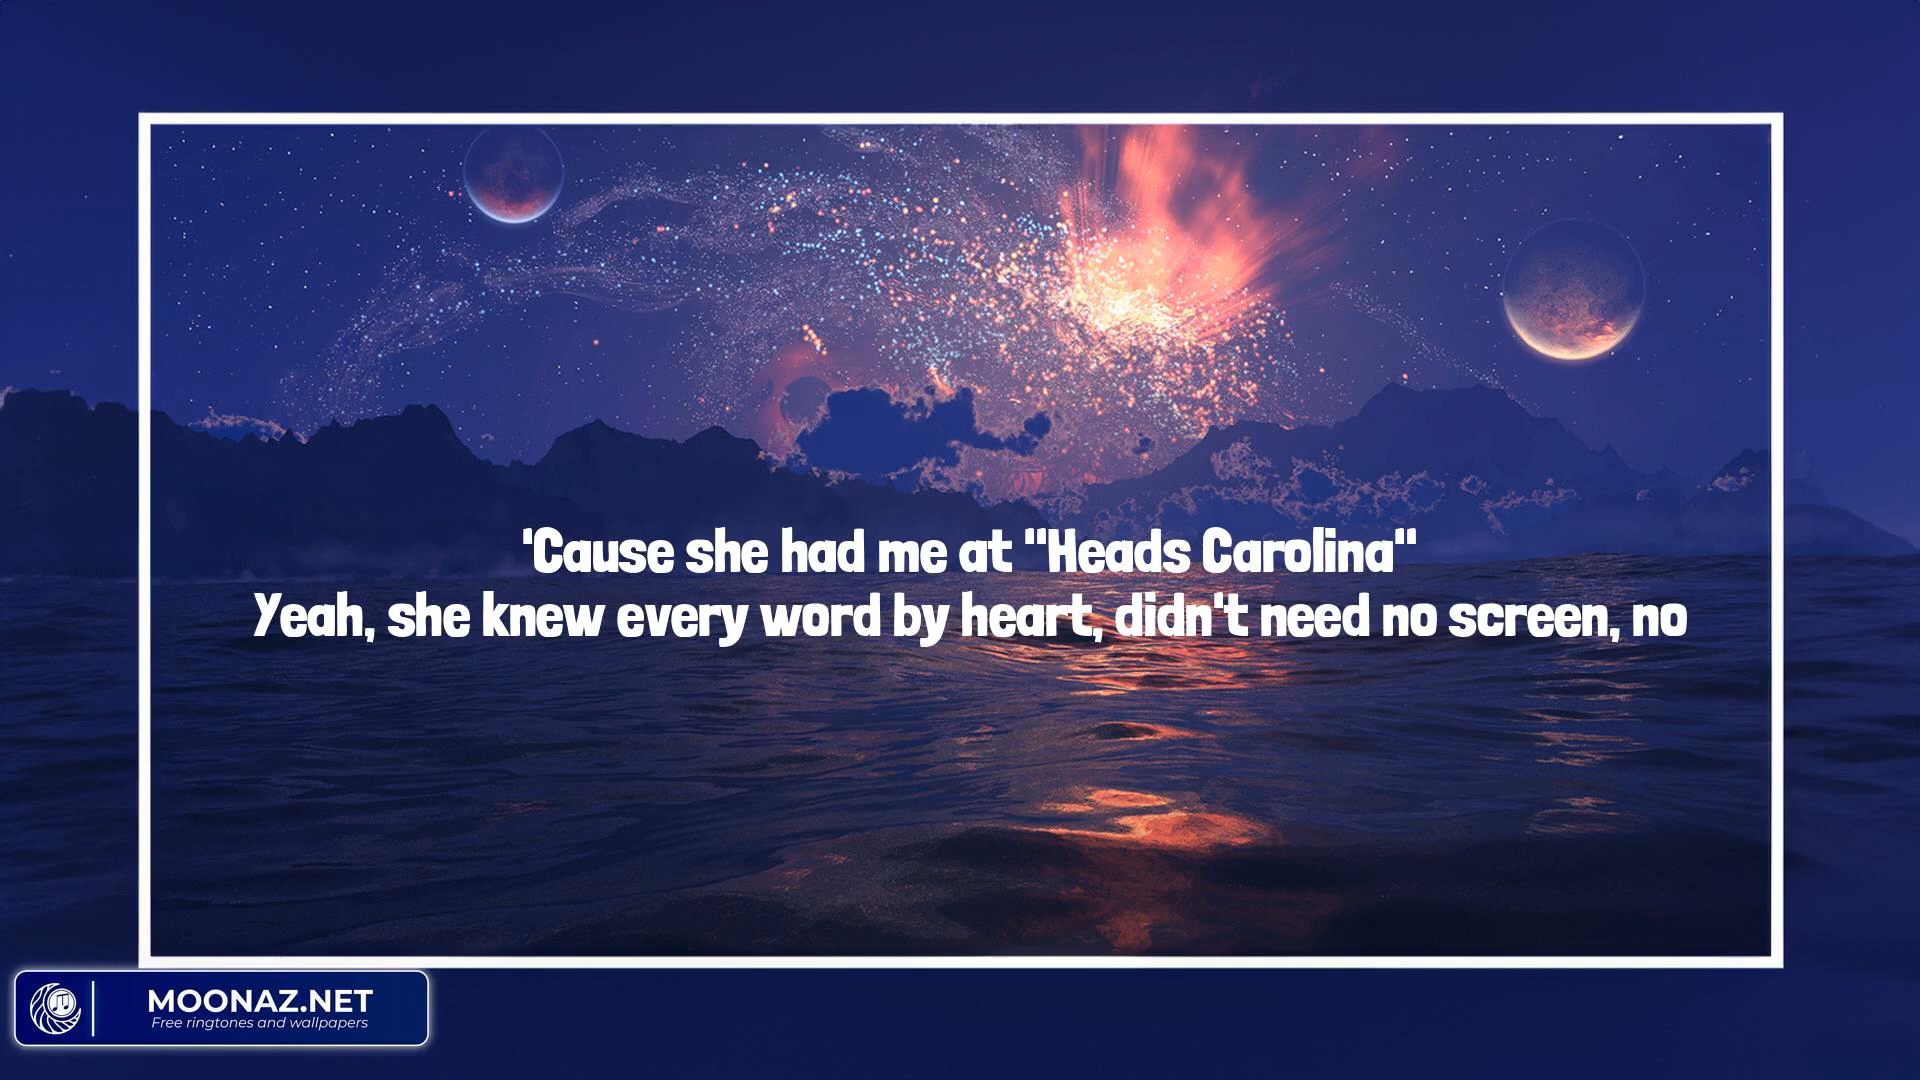 'Cause she had me at "Heads Carolina"
Yeah, she knew every word by heart, didn't need no screen, no
MOONAZ.NET
Free ringtones and wallpapers